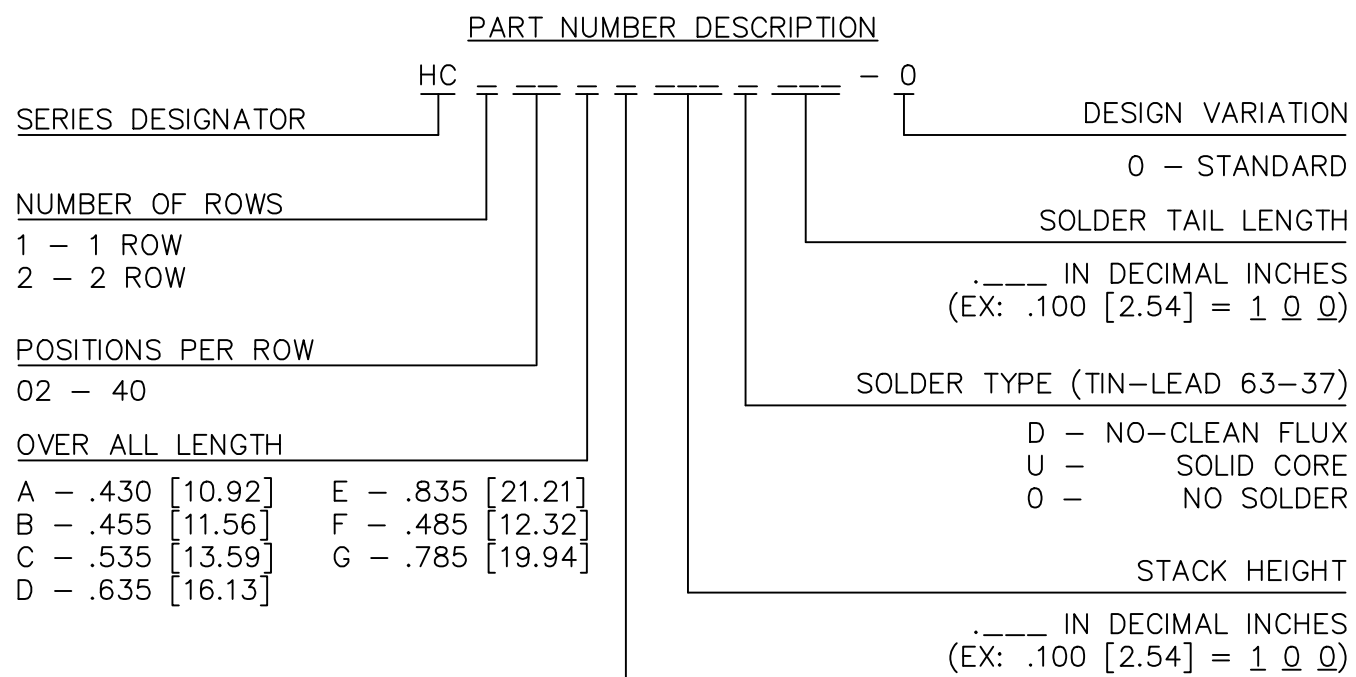 PART NUMBER DESCRIPTION
HC _ __ _ _ ___ _ ___ - 0
SERIES DESIGNATOR
NUMBER OF ROWS
1 - 1 ROW
2 - 2 ROW
POSITIONS PER ROW
02 - 40
OVER ALL LENGTH
A - .430 [10.92] E - .835 [21.21]
B - .455 [11.56] F - .485 [12.32]
C - .535 [13.59] G - .785 [19.94]
D - .635 [16.13]
DESIGN VARIATION
0 - STANDARD
SOLDER TAIL LENGTH
.___ IN DECIMAL INCHES
(EX: .100 [2.54] = 1 0 0)
SOLDER TYPE (TIN-LEAD 63-37)
D - NO-CLEAN FLUX
U - SOLID CORE
0 - NO SOLDER
STACK HEIGHT
.___ IN DECIMAL INCHES
(EX: .100 [2.54] = 1 0 0)